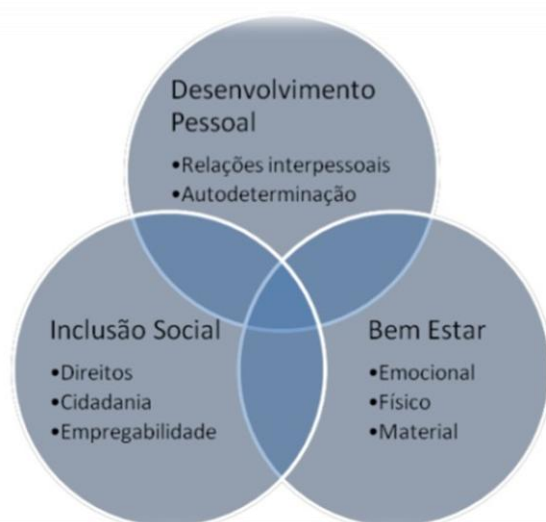 Desenvolvimento
Pessoal
•Relações interpessoais
•Autodeterminação
Inclusão Social
•Direitos
•Cidadania
•Empregabilidade
Bem Estar
•Emocional
•Físico
•Material